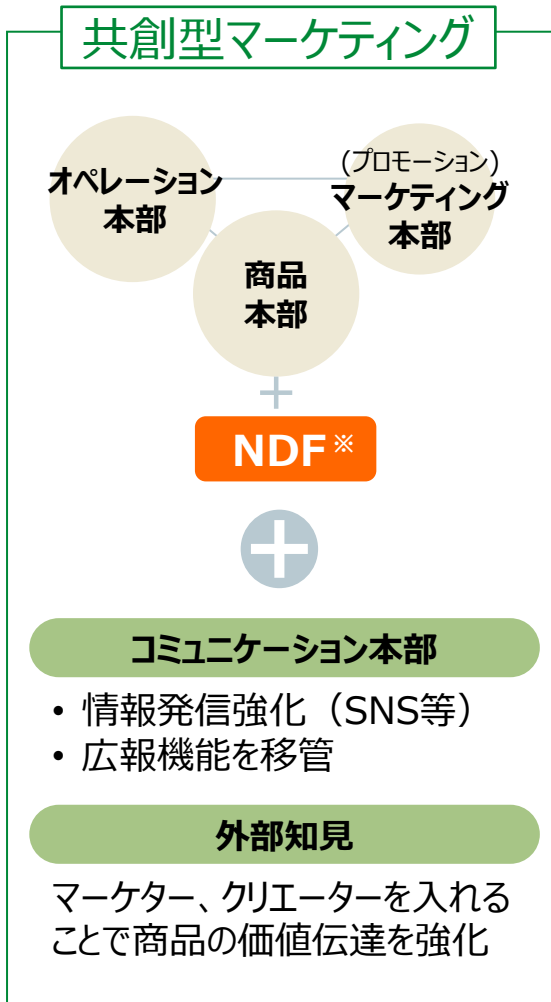 共創型マーケティング
オペレーション
本部
(プロモーション)
マーケティング
本部
商品
本部
+
NDF※
+
コミュニケーション本部
• 情報発信強化（SNS等）
• 広報機能を移管
外部知見
マーケター、クリエーターを入れる
ことで商品の価値伝達を強化